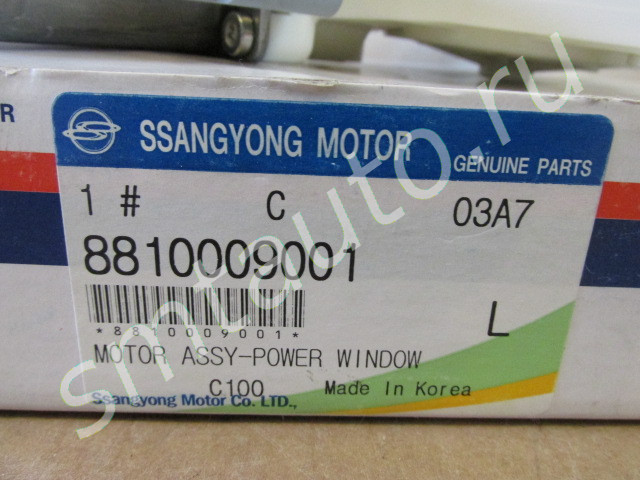 R
SSANGYONG MOTOR GENUINE PARTS
1 # C 03A7
8810009001
*8810009001*
L
MOTOR ASSY-POWER WINDOW
C100 Made In Korea
Ssangyong Motor Co. LTD.,
smtauto.ru